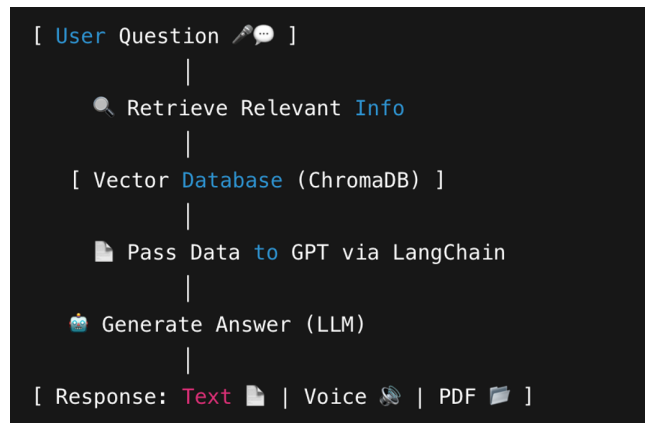 [ User Question 🎤💬 ]
|
🔍 Retrieve Relevant Info
|
[ Vector Database (ChromaDB) ]
|
📄 Pass Data to GPT via LangChain
|
🤖 Generate Answer (LLM)
|
[ Response: Text 📄 | Voice 🔊 | PDF 📂 ]